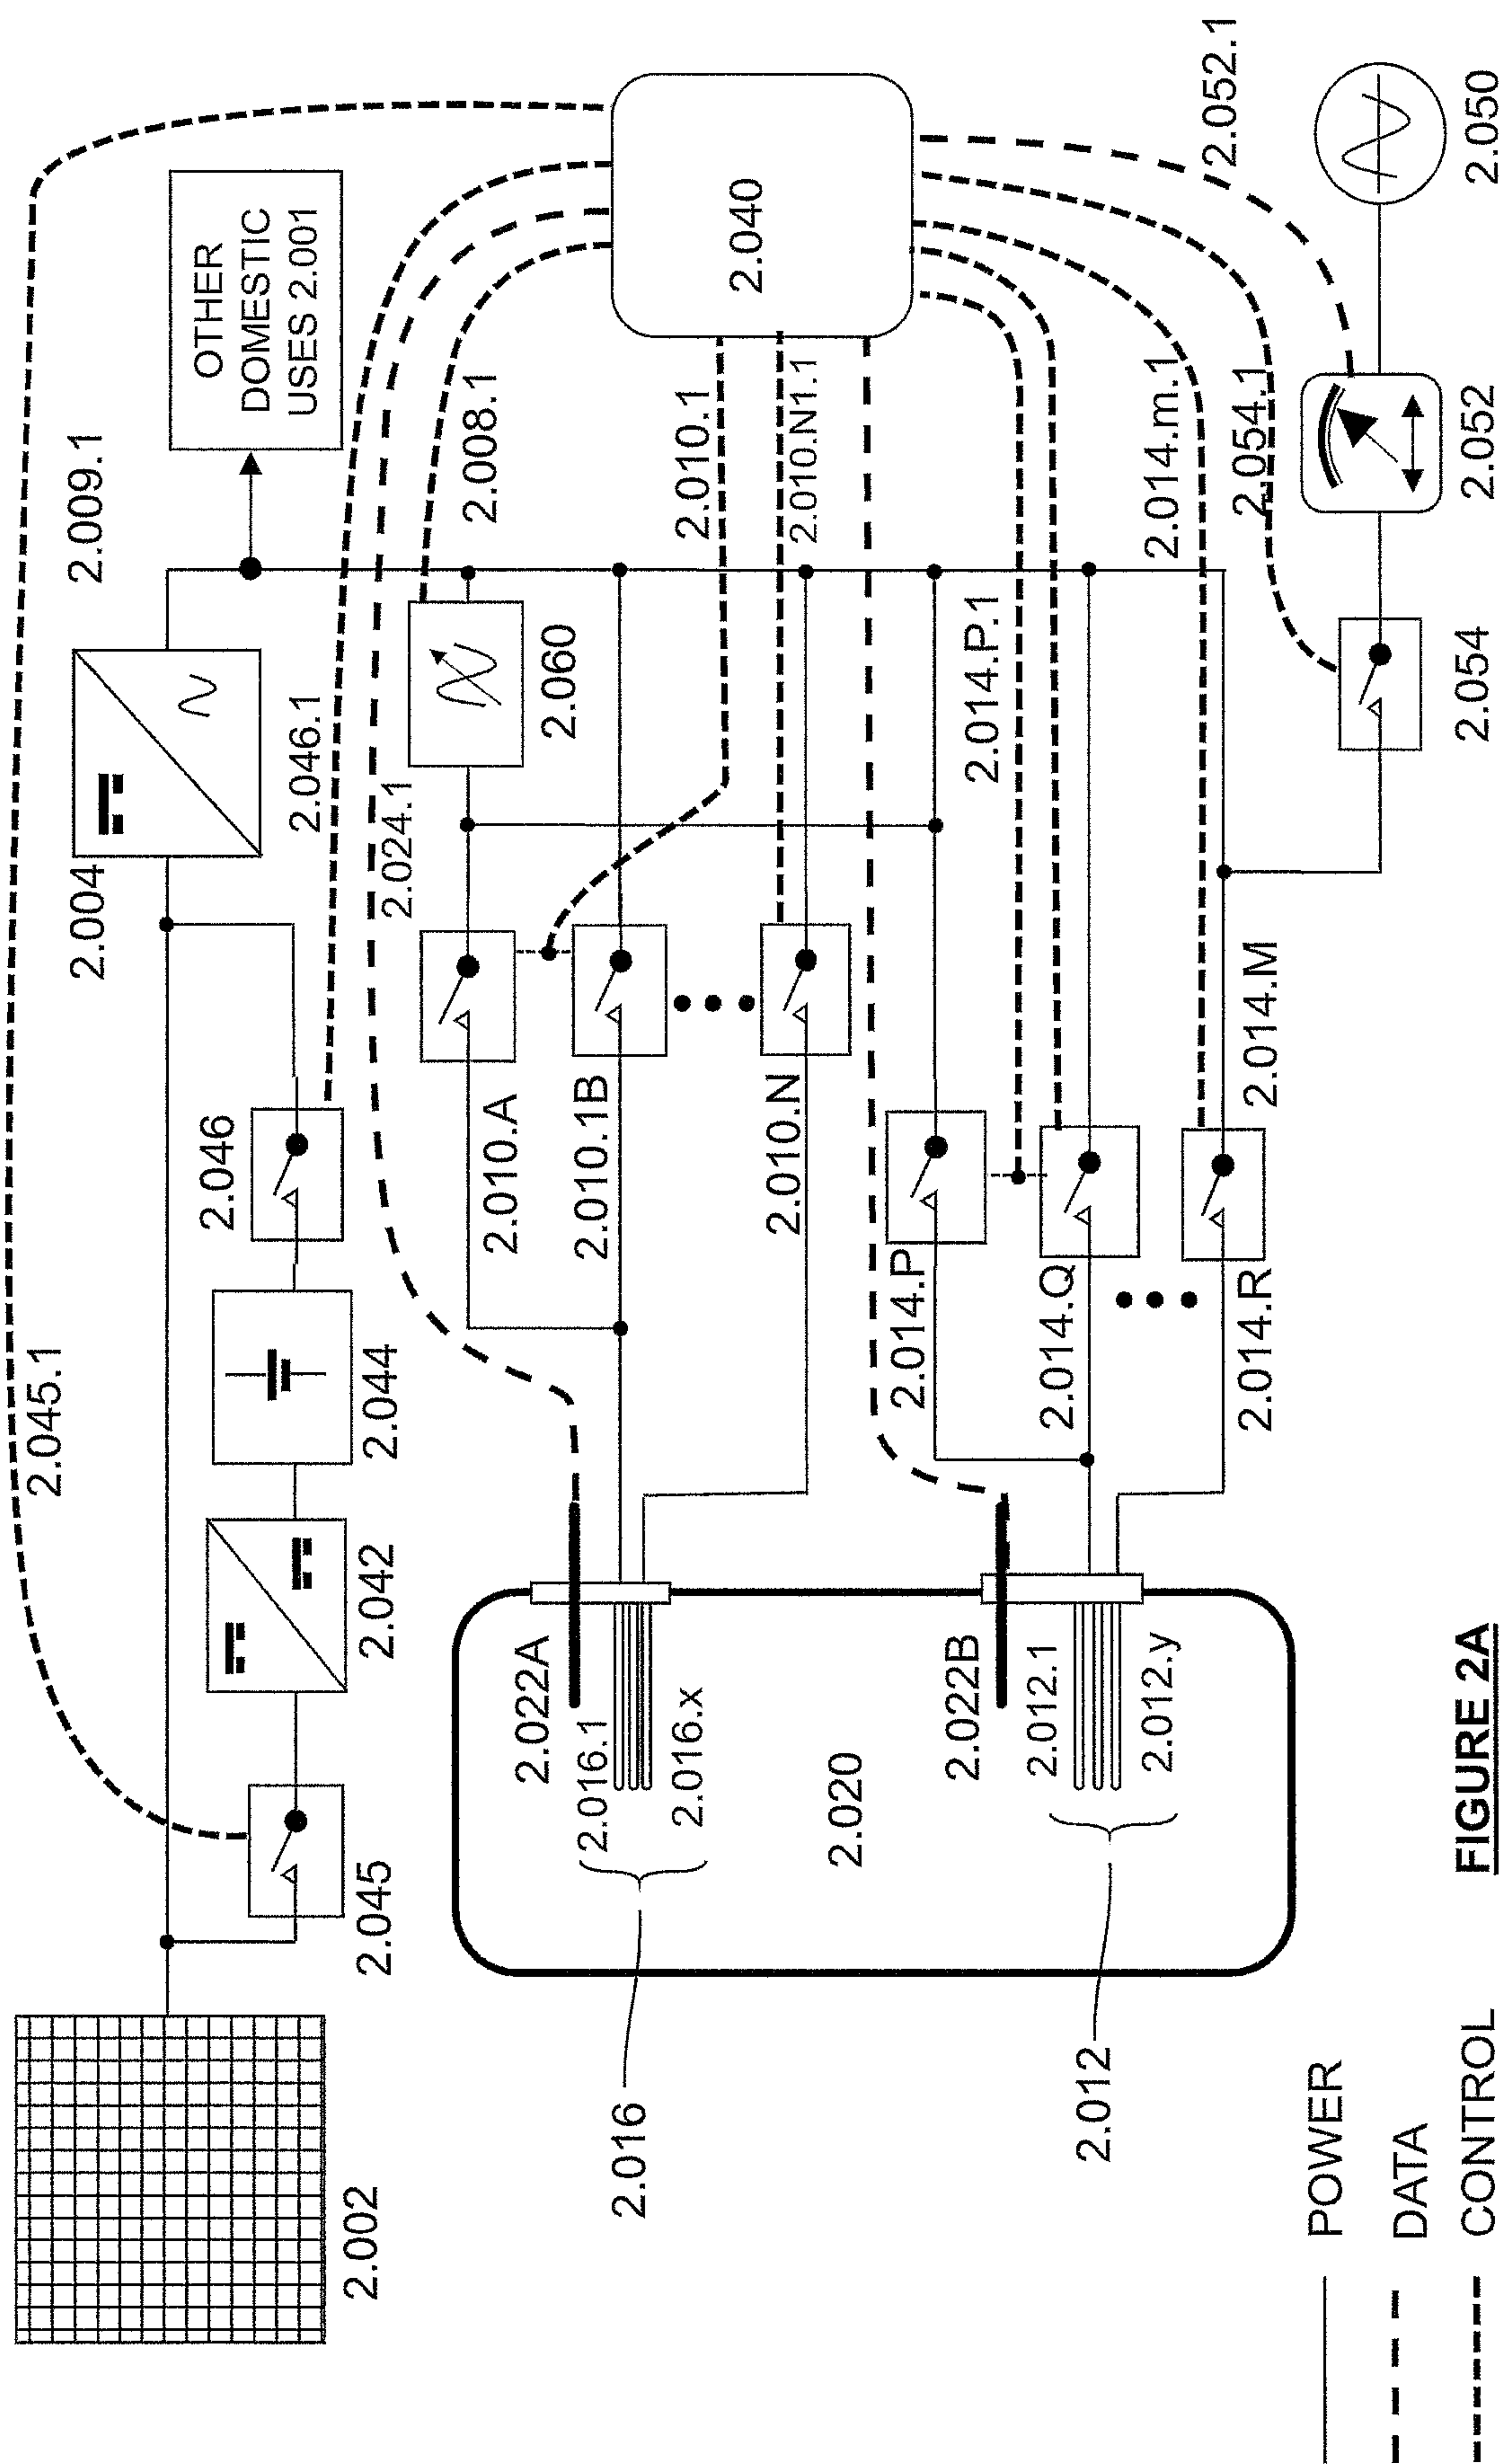 2.045.1
2.009.1
OTHER
DOMESTIC
USES 2.001
2.002
2.045
2.042
2.044
2.046
2.004
2.046.1
2.024.1
2.008.1
2.060
2.010.A
2.010.1B
2.010.N
2.010.1
2.010.N1.1
2.040
2.022A
2.016.1
2.016.x
2.016
2.020
2.022B
2.012.1
2.012.y
2.012
2.014.P
2.014.Q
2.014.R
2.014.M
2.014.P.1
2.014.m.1
2.054.1
2.052.1
2.054
2.052
2.050
POWER
DATA
CONTROL
FIGURE 2A